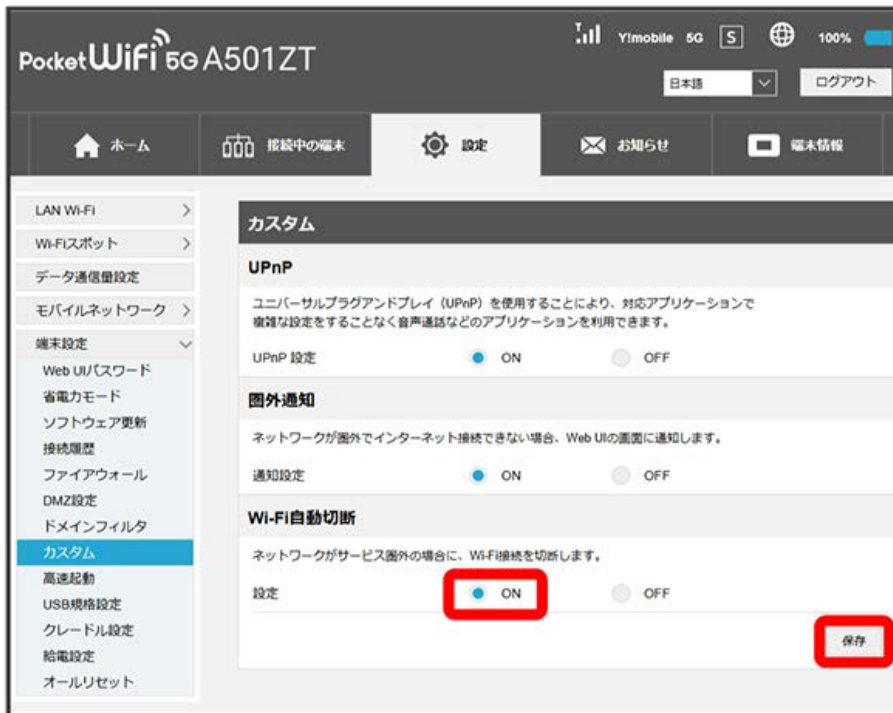 Pocket WiFi 5G A501ZT
Y!mobile 5G S 100%
日本語
ログアウト
ホーム
接続中の端末
設定
お知らせ
端末情報
LAN Wi-Fi
Wi-Fiスポット
データ通信量設定
モバイルネットワーク
端末設定
Web UIパスワード
省電力モード
ソフトウェア更新
接続履歴
ファイアウォール
DMZ設定
ドメインフィルタ
カスタム
高速起動
USB規格設定
クレードル設定
給電設定
オールリセット
カスタム
UPnP
ユニバーサルプラグアンドプレイ（UPnP）を使用することにより、対応アプリケーションで
複雑な設定をすることなく音声通話などのアプリケーションを利用できます。
UPnP 設定 ON OFF
圏外通知
ネットワークが圏外でインターネット接続できない場合、Web UIの画面に通知します。
通知設定 ON OFF
Wi-Fi自動切断
ネットワークがサービス圏外の場合に、Wi-Fi接続を切断します。
設定 ON OFF
保存